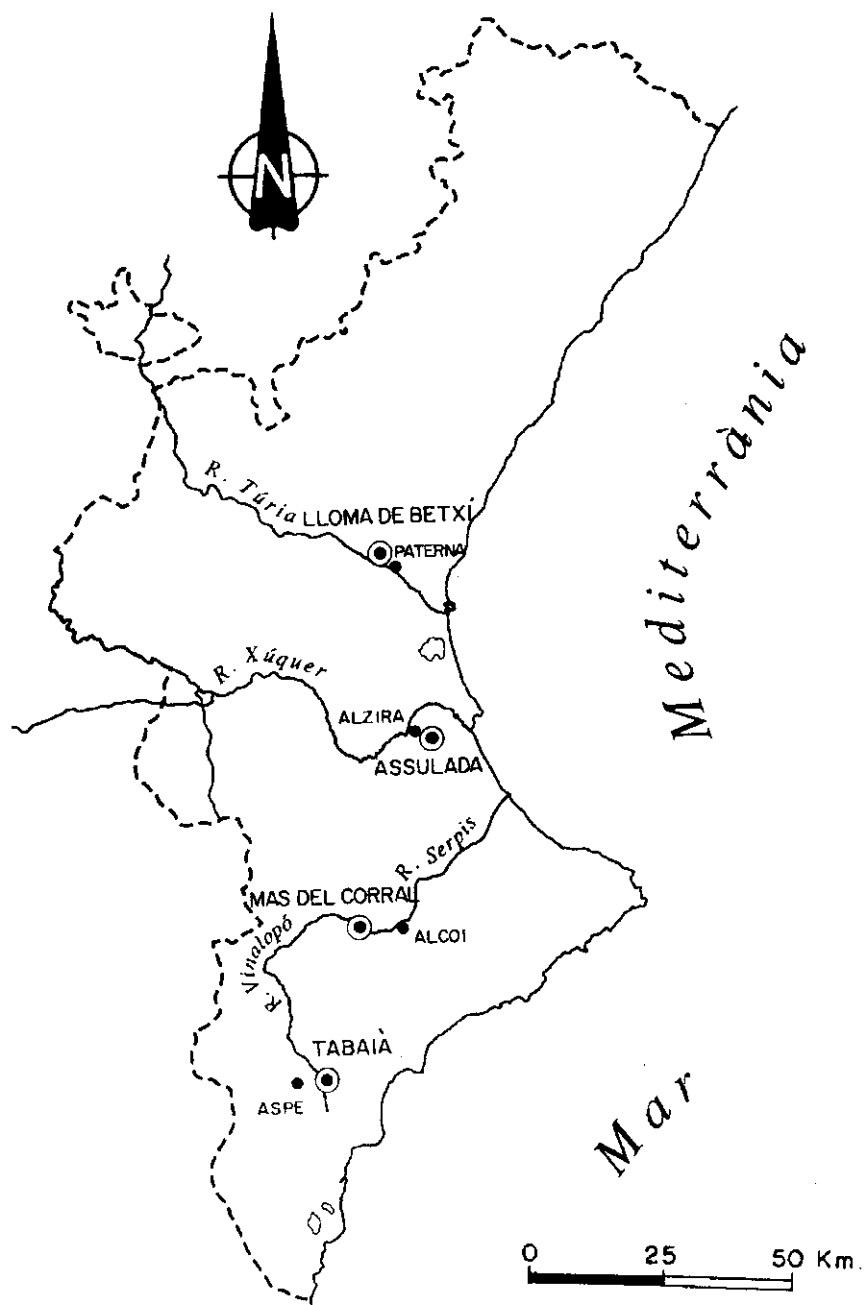 N
R. Túria
LLOMA DE BETXÍ
PATERNA
Mediterrània
R. Xúquer
ALZIRA
ASSULADA
R. Serpis
MAS DEL CORRAL
ALCOI
R. Vinalopó
TABAIÀ
ASPE
Mar
0 25 50 Km.